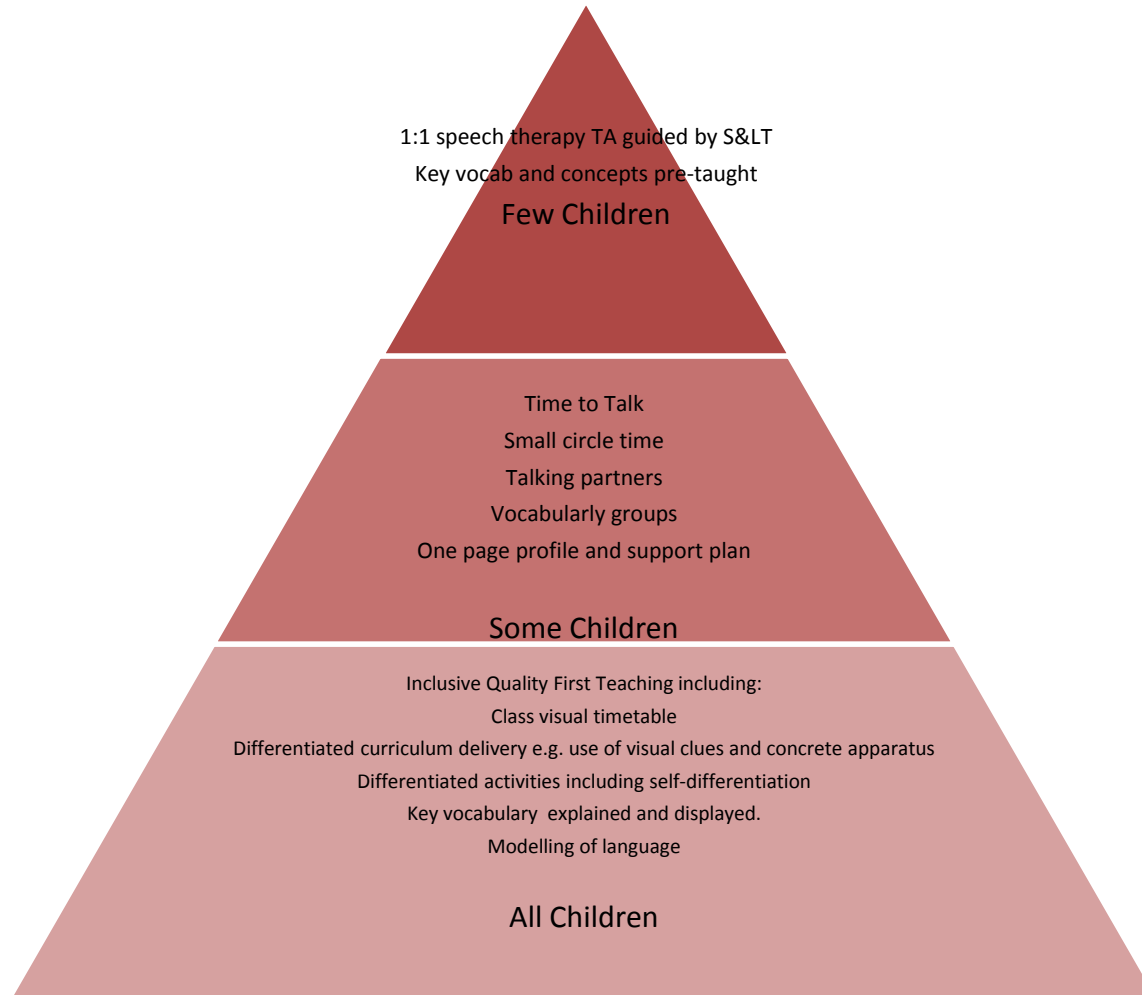 1:1 speech therapy TA guided by S&LT
Key vocab and concepts pre-taught
Few Children
Time to Talk
Small circle time
Talking partners
Vocabularly groups
One page profile and support plan
Some Children
Inclusive Quality First Teaching including:
Class visual timetable
Differentiated curriculum delivery e.g. use of visual clues and concrete apparatus
Differentiated activities including self-differentiation
Key vocabulary  explained and displayed.
Modelling of language
All Children